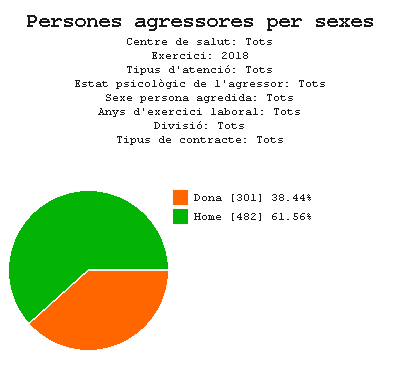 Persones agressores per sexes
Centre de salut: Tots
Exercici: 2018
Tipus d'atenció: Tots
Estat psicològic de l'agressor: Tots
Sexe persona agredida: Tots
Anys d'exercici laboral: Tots
Divisió: Tots
Tipus de contracte: Tots
Dona [301] 38.44%
Home [482] 61.56%